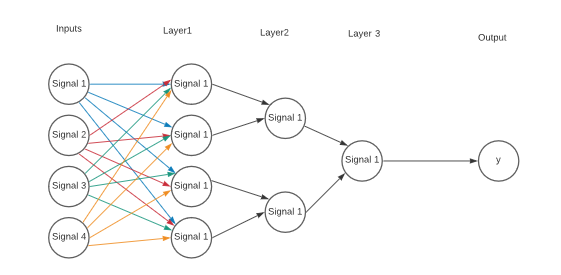 Inputs
Layer1
Layer2
Layer 3
Output
Signal 1
Signal 2
Signal 3
Signal 4
Signal 1
Signal 1
Signal 1
Signal 1
Signal 1
Signal 1
Signal 1
y